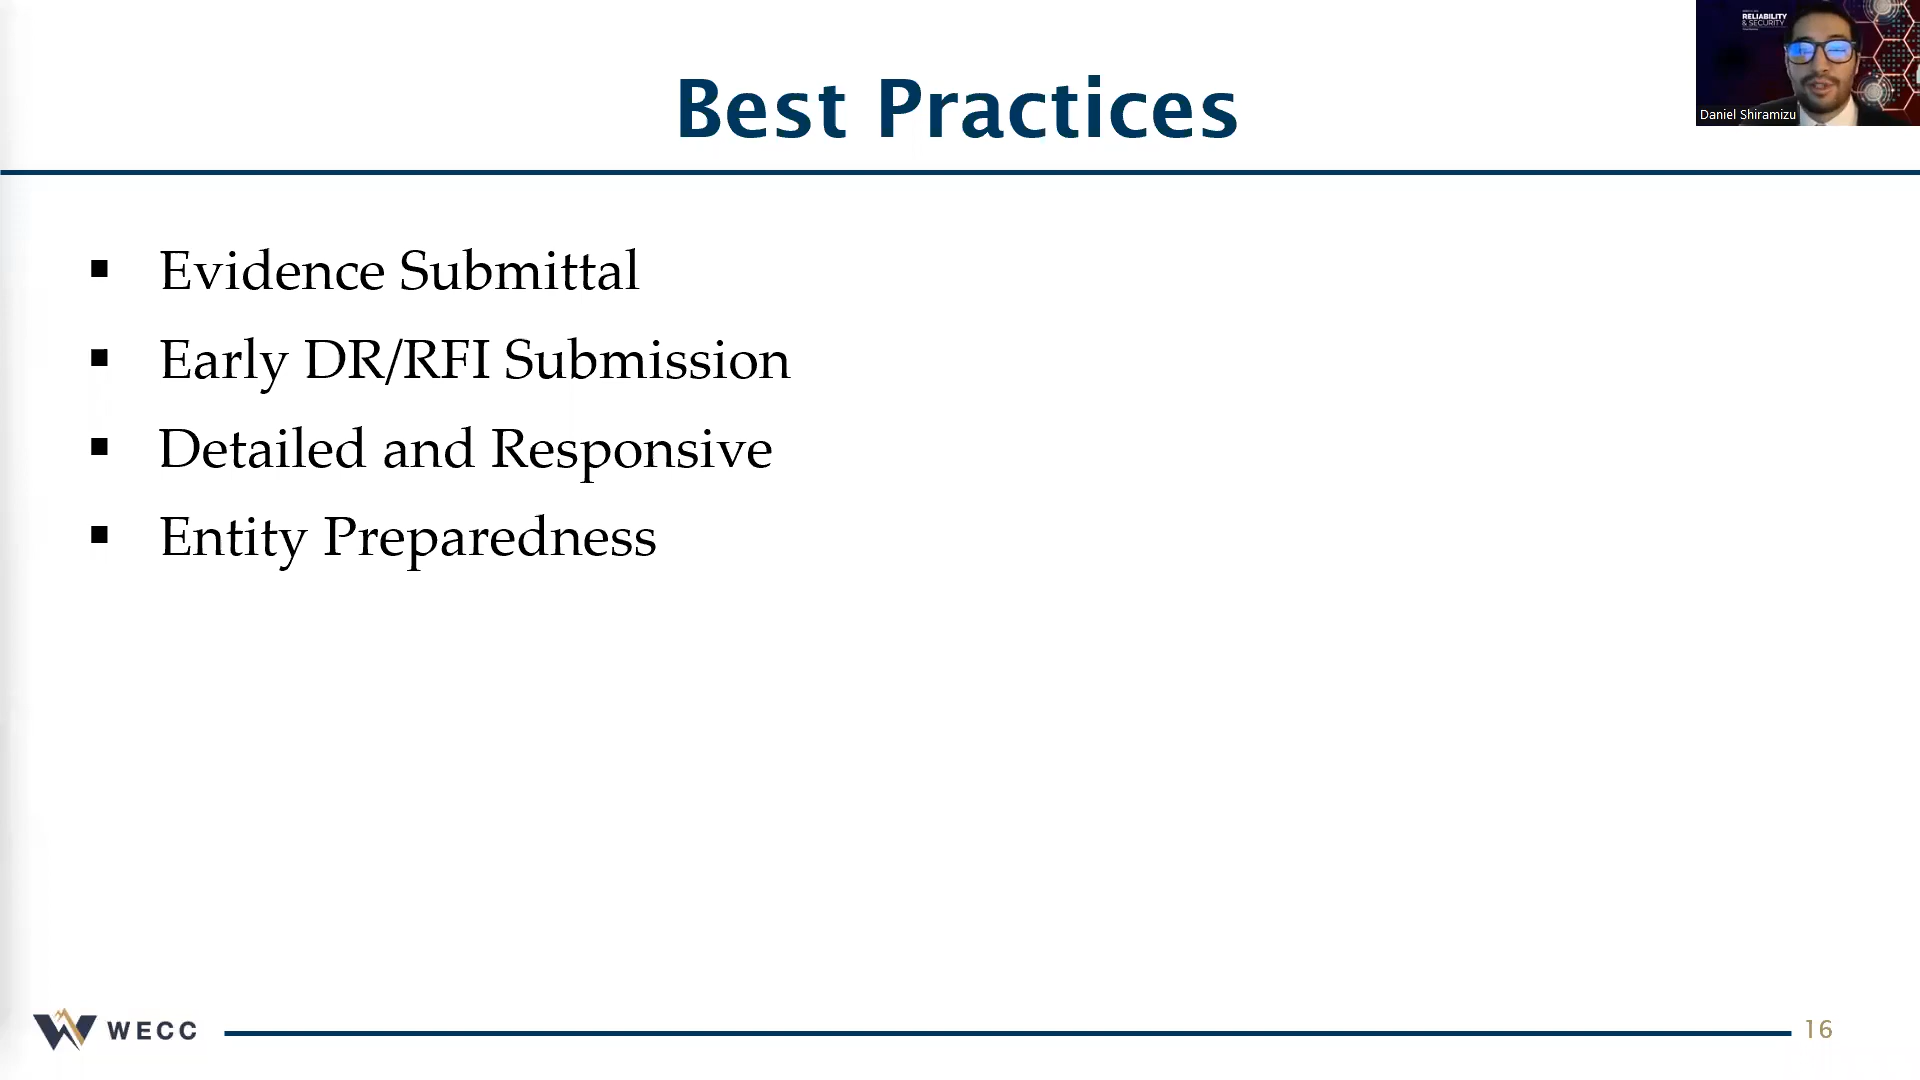 Best Practices
RELIABILITY
& SECURITY
Daniel Shiramizu
▪ Evidence Submittal
▪ Early DR/RFI Submission
▪ Detailed and Responsive
▪ Entity Preparedness
WECC
16